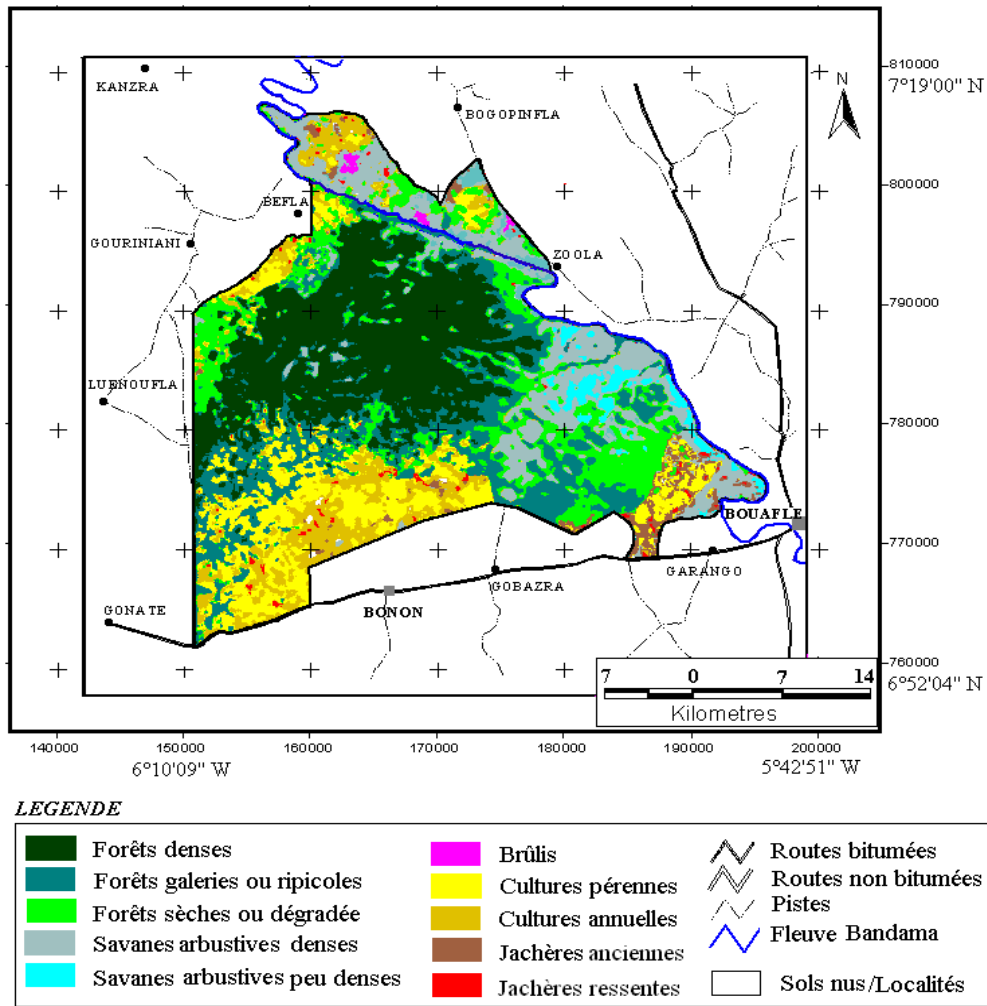 810000
7°19'00" N
KANZRA
N
BOGOPINFLA
800000
BEFLA
GOURINIANI
ZOOLA
790000
LUENOUFLA
780000
BOUAFLE
770000
GARANGO
GOBAZRA
BONON
GONATE
760000
6°52'04" N
7 0 7 14
Kilometres
140000 150000 160000 170000 180000 190000 200000
6°10'09" W 5°42'51" W
LEGENDE
Forêts denses
Forêts galeries ou ripicoles
Forêts sèches ou dégradée
Savanes arbustives denses
Savanes arbustives peu denses
Brûlis
Cultures pérennes
Cultures annuelles
Jachères anciennes
Jachères ressentes
Routes bitumées
Routes non bitumées
Pistes
Fleuve Bandama
Sols nus/Localités